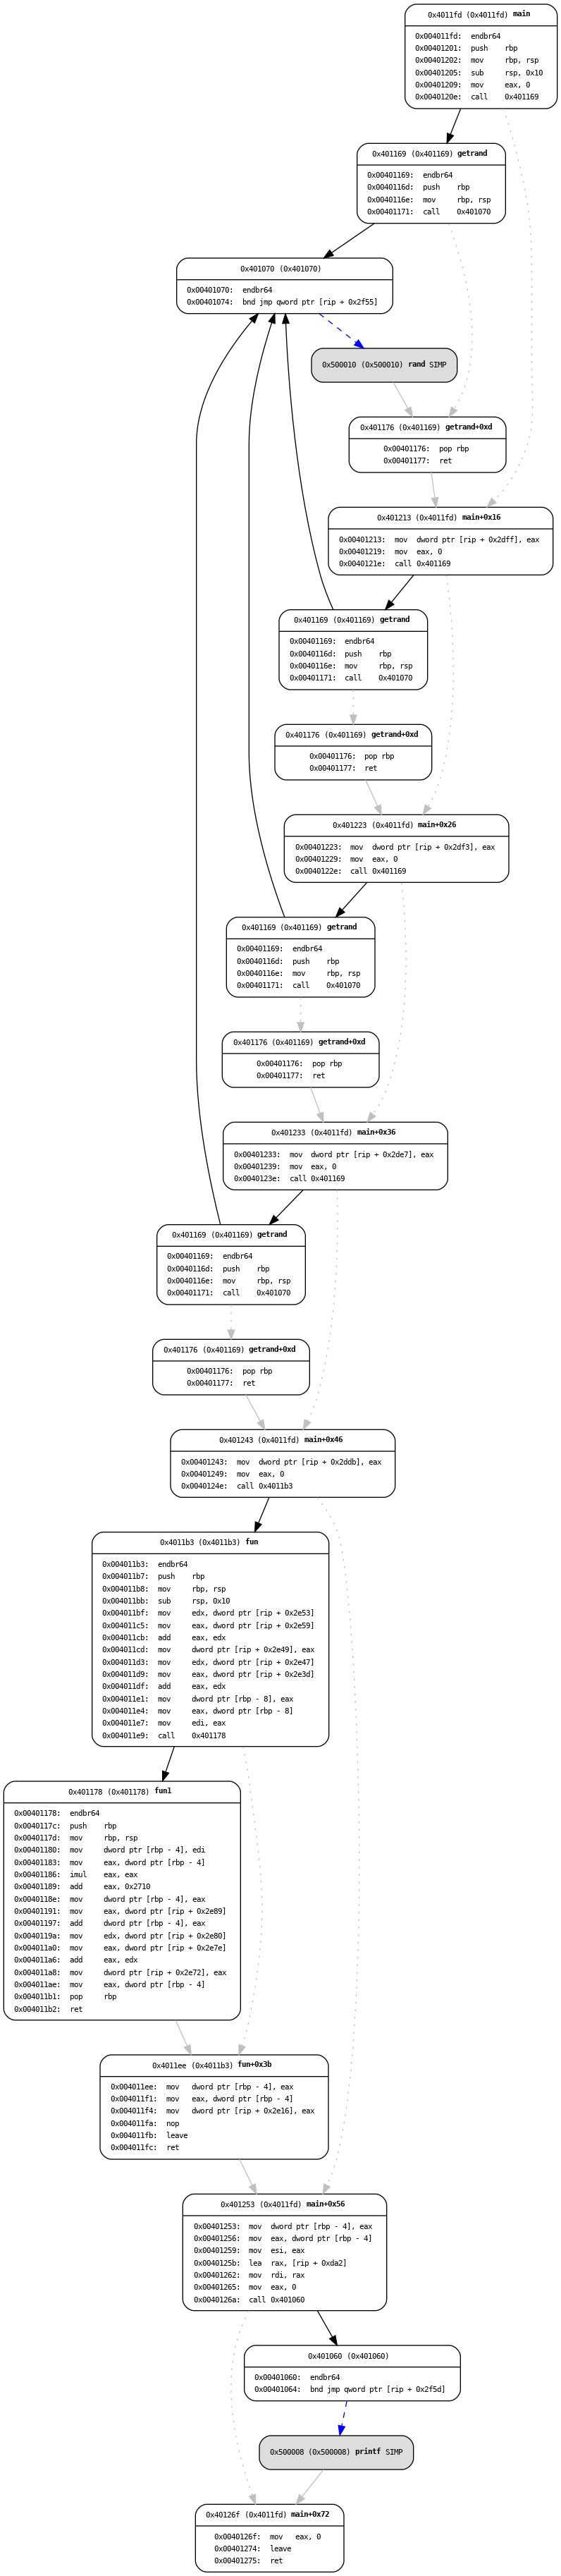 0x4011fd (0x4011fd) main
0x004011fd: endbr64
0x00401201: push rbp
0x00401202: mov rbp, rsp
0x00401205: sub rsp, 0x10
0x00401209: mov eax, 0
0x0040120e: call 0x401169
0x401169 (0x401169) getrand
0x00401169: endbr64
0x0040116d: push rbp
0x0040116e: mov rbp, rsp
0x00401171: call 0x401070
0x401070 (0x401070)
0x00401070: endbr64
0x00401074: bnd jmp qword ptr [rip + 0x2f55]
0x500010 (0x500010) rand SIMP
0x401176 (0x401169) getrand+0xd
0x00401176: pop rbp
0x00401177: ret
0x401213 (0x4011fd) main+0x16
0x00401213: mov dword ptr [rip + 0x2dff], eax
0x00401219: mov eax, 0
0x0040121e: call 0x401169
0x401169 (0x401169) getrand
0x00401169: endbr64
0x0040116d: push rbp
0x0040116e: mov rbp, rsp
0x00401171: call 0x401070
0x401176 (0x401169) getrand+0xd
0x00401176: pop rbp
0x00401177: ret
0x401223 (0x4011fd) main+0x26
0x00401223: mov dword ptr [rip + 0x2df3], eax
0x00401229: mov eax, 0
0x0040122e: call 0x401169
0x401169 (0x401169) getrand
0x00401169: endbr64
0x0040116d: push rbp
0x0040116e: mov rbp, rsp
0x00401171: call 0x401070
0x401176 (0x401169) getrand+0xd
0x00401176: pop rbp
0x00401177: ret
0x401233 (0x4011fd) main+0x36
0x00401233: mov dword ptr [rip + 0x2de7], eax
0x00401239: mov eax, 0
0x0040123e: call 0x401169
0x401169 (0x401169) getrand
0x00401169: endbr64
0x0040116d: push rbp
0x0040116e: mov rbp, rsp
0x00401171: call 0x401070
0x401176 (0x401169) getrand+0xd
0x00401176: pop rbp
0x00401177: ret
0x401243 (0x4011fd) main+0x46
0x00401243: mov dword ptr [rip + 0x2ddb], eax
0x00401249: mov eax, 0
0x0040124e: call 0x4011b3
0x4011b3 (0x4011b3) fun
0x004011b3: endbr64
0x004011b7: push rbp
0x004011b8: mov rbp, rsp
0x004011bb: sub rsp, 0x10
0x004011bf: mov edx, dword ptr [rip + 0x2e53]
0x004011c5: mov eax, dword ptr [rip + 0x2e59]
0x004011cb: add eax, edx
0x004011cd: mov dword ptr [rip + 0x2e49], eax
0x004011d3: mov edx, dword ptr [rip + 0x2e47]
0x004011d9: mov eax, dword ptr [rip + 0x2e3d]
0x004011df: add eax, edx
0x004011e1: mov dword ptr [rbp - 8], eax
0x004011e4: mov eax, dword ptr [rbp - 8]
0x004011e7: mov edi, eax
0x004011e9: call 0x401178
0x401178 (0x401178) fun1
0x00401178: endbr64
0x0040117c: push rbp
0x0040117d: mov rbp, rsp
0x00401180: mov dword ptr [rbp - 4], edi
0x00401183: mov eax, dword ptr [rbp - 4]
0x00401186: imul eax, eax
0x00401189: add eax, 0x2710
0x0040118e: mov dword ptr [rbp - 4], eax
0x00401191: mov eax, dword ptr [rip + 0x2e89]
0x00401197: add dword ptr [rbp - 4], eax
0x0040119a: mov edx, dword ptr [rip + 0x2e80]
0x004011a0: mov eax, dword ptr [rip + 0x2e7e]
0x004011a6: add eax, edx
0x004011a8: mov dword ptr [rip + 0x2e72], eax
0x004011ae: mov eax, dword ptr [rbp - 4]
0x004011b1: pop rbp
0x004011b2: ret
0x4011ee (0x4011b3) fun+0x3b
0x004011ee: mov dword ptr [rbp - 4], eax
0x004011f1: mov eax, dword ptr [rbp - 4]
0x004011f4: mov dword ptr [rip + 0x2e16], eax
0x004011fa: nop
0x004011fb: leave
0x004011fc: ret
0x401253 (0x4011fd) main+0x56
0x00401253: mov dword ptr [rbp - 4], eax
0x00401256: mov eax, dword ptr [rbp - 4]
0x00401259: mov esi, eax
0x0040125b: lea rax, [rip + 0xda2]
0x00401262: mov rdi, rax
0x00401265: mov eax, 0
0x0040126a: call 0x401060
0x401060 (0x401060)
0x00401060: endbr64
0x00401064: bnd jmp qword ptr [rip + 0x2f5d]
0x500008 (0x500008) printf SIMP
0x40126f (0x4011fd) main+0x72
0x0040126f: mov eax, 0
0x00401274: leave
0x00401275: ret